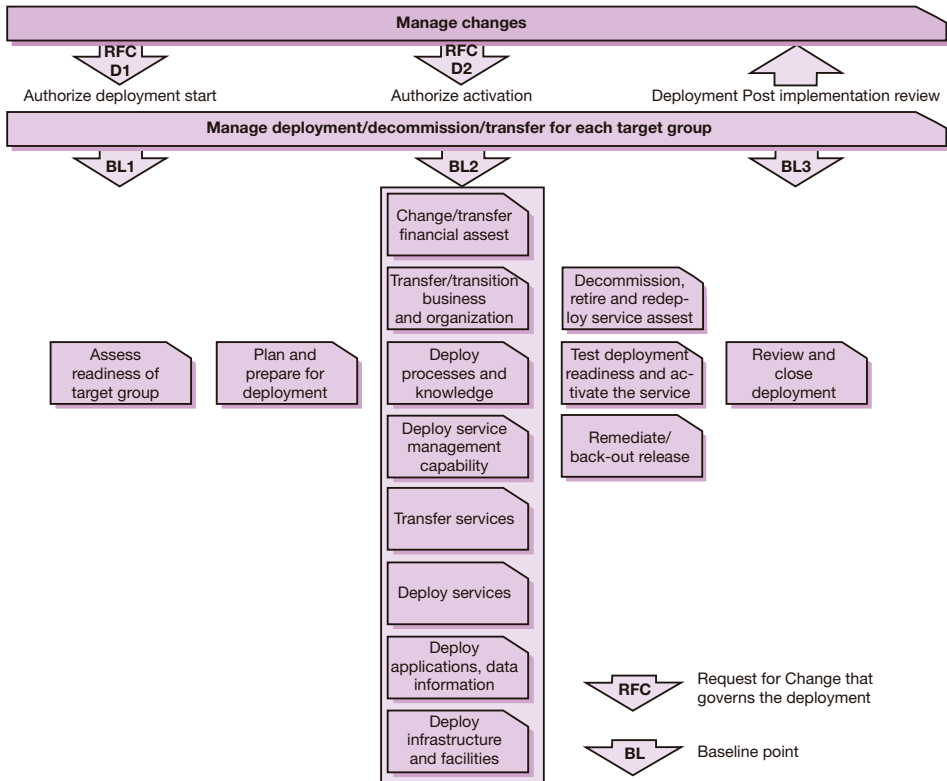 Manage changes
RFC
D1
RFC
D2
Authorize deployment start
Authorize activation
Deployment Post implementation review
Manage deployment/decommission/transfer for each target group
BL1
BL2
BL3
Change/transfer
financial assest
Transfer/transition
business
and organization
Decommission,
retire and redep-
loy service assest
Assess
readiness of
target group
Plan and
prepare for
deployment
Deploy
processes and
knowledge
Test deployment
readiness and ac-
tivate the service
Review and
close
deployment
Deploy service
management
capability
Remediate/
back-out release
Transfer services
Deploy services
Deploy
applications, data
information
Deploy
infrastructure
and facilities
RFC
Request for Change that
governs the deployment
BL
Baseline point